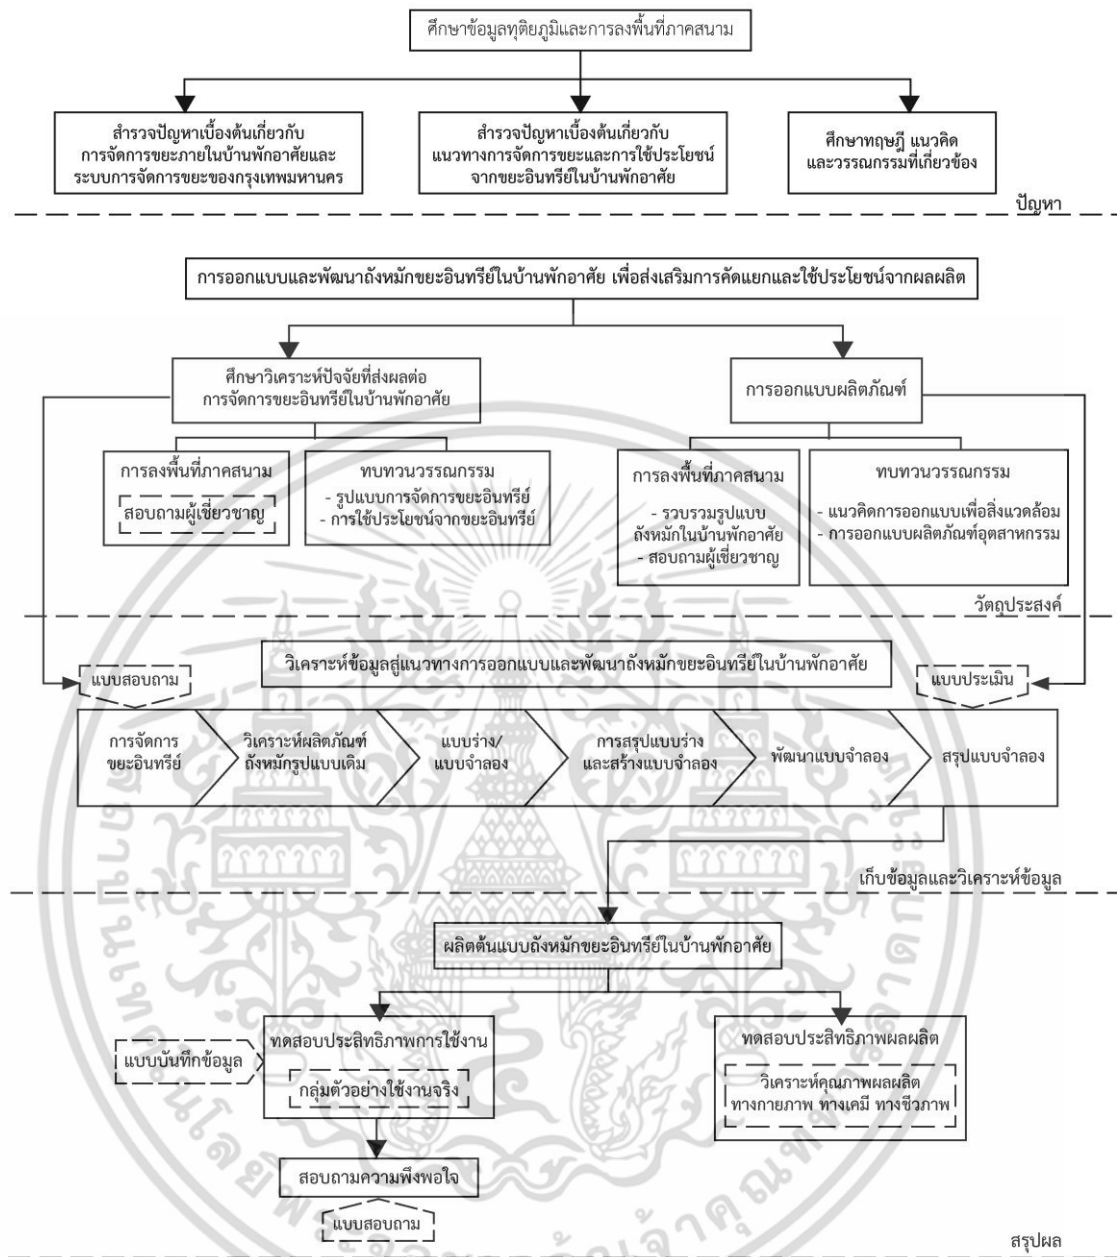 ศึกษาข้อมูลทุติยภูมิและการลงพื้นที่ภาคสนาม
สำรวจปัญหาเบื้องต้นเกี่ยวกับ
การจัดการขยะภายในบ้านพักอาศัยและ
ระบบการจัดการขยะของกรุงเทพมหานคร
สำรวจปัญหาเบื้องต้นเกี่ยวกับ
แนวทางการจัดการขยะและการใช้ประโยชน์
จากขยะอินทรีย์ในบ้านพักอาศัย
ศึกษาทฤษฎี แนวคิด
และวรรณกรรมที่เกี่ยวข้อง
ปัญหา
การออกแบบและพัฒนาถังหมักขยะอินทรีย์ในบ้านพักอาศัย เพื่อส่งเสริมการคัดแยกและใช้ประโยชน์จากผลผลิต
ศึกษาวิเคราะห์ปัจจัยที่ส่งผลต่อ
การจัดการขยะอินทรีย์ในบ้านพักอาศัย
การออกแบบผลิตภัณฑ์
การลงพื้นที่ภาคสนาม
สอบถามผู้เชี่ยวชาญ
ทบทวนวรรณกรรม
- รูปแบบการจัดการขยะอินทรีย์
- การใช้ประโยชน์จากขยะอินทรีย์
การลงพื้นที่ภาคสนาม
- รวบรวมรูปแบบ
ถังหมักในบ้านพักอาศัย
- สอบถามผู้เชี่ยวชาญ
ทบทวนวรรณกรรม
- แนวคิดการออกแบบเพื่อสิ่งแวดล้อม
- การออกแบบผลิตภัณฑ์อุตสาหกรรม
วัตถุประสงค์
วิเคราะห์ข้อมูลสู่แนวทางการออกแบบและพัฒนาถังหมักขยะอินทรีย์ในบ้านพักอาศัย
แบบสอบถาม
แบบประเมิน
การจัดการ
ขยะอินทรีย์
วิเคราะห์ผลิตภัณฑ์
ถังหมักรูปแบบเดิม
แบบร่าง/
แบบจำลอง
การสรุปแบบร่าง
และสร้างแบบจำลอง
พัฒนาแบบจำลอง
สรุปแบบจำลอง
เก็บข้อมูลและวิเคราะห์ข้อมูล
ผลิตต้นแบบถังหมักขยะอินทรีย์ในบ้านพักอาศัย
แบบบันทึกข้อมูล
ทดสอบประสิทธิภาพการใช้งาน
กลุ่มตัวอย่างใช้งานจริง
ทดสอบประสิทธิภาพผลผลิต
วิเคราะห์คุณภาพผลผลิต
ทางกายภาพ ทางเคมี ทางชีวภาพ
สอบถามความพึงพอใจ
แบบสอบถาม
สรุปผล